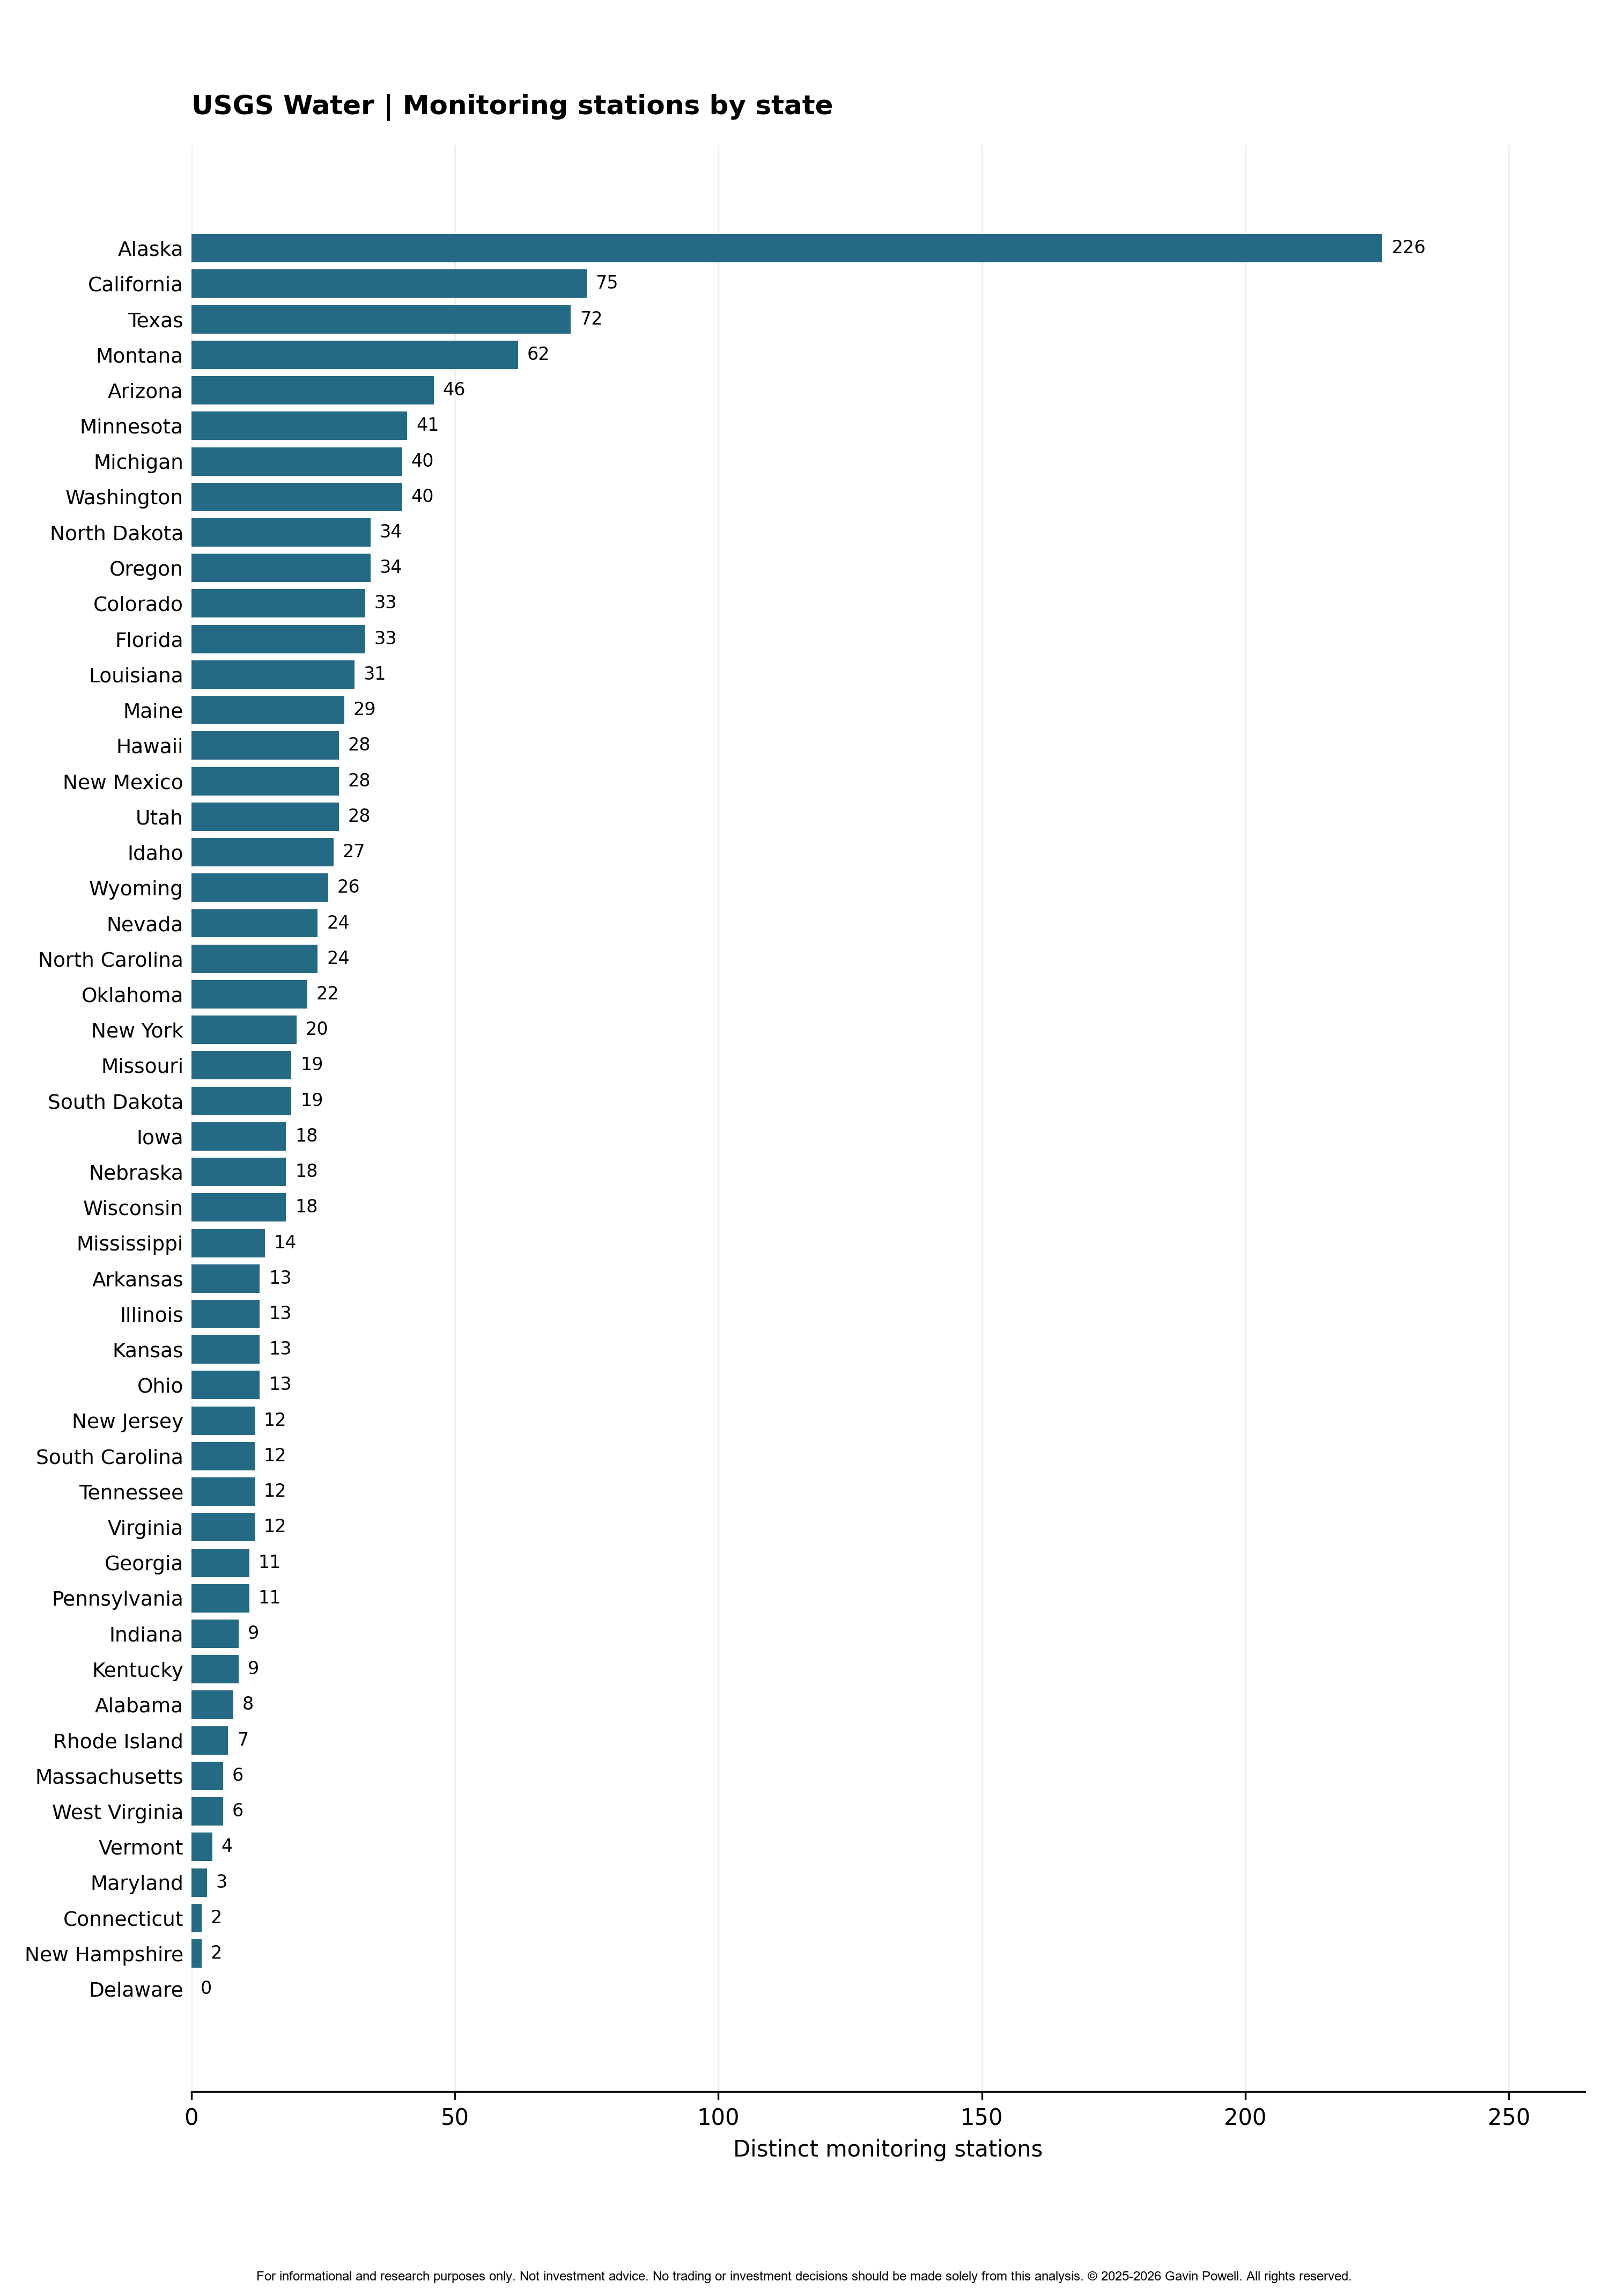 USGS Water | Monitoring stations by state
Alaska 226
California 75
Texas 72
Montana 62
Arizona 46
Minnesota 41
Michigan 40
Washington 40
North Dakota 34
Oregon 34
Colorado 33
Florida 33
Louisiana 31
Maine 29
Hawaii 28
New Mexico 28
Utah 28
Idaho 27
Wyoming 26
Nevada 24
North Carolina 24
Oklahoma 22
New York 20
Missouri 19
South Dakota 19
Iowa 18
Nebraska 18
Wisconsin 18
Mississippi 14
Arkansas 13
Illinois 13
Kansas 13
Ohio 13
New Jersey 12
South Carolina 12
Tennessee 12
Virginia 12
Georgia 11
Pennsylvania 11
Indiana 9
Kentucky 9
Alabama 8
Rhode Island 7
Massachusetts 6
West Virginia 6
Vermont 4
Maryland 3
Connecticut 2
New Hampshire 2
Delaware 0
0 50 100 150 200 250
Distinct monitoring stations
For informational and research purposes only. Not investment advice. No trading or investment decisions should be made solely from this analysis. © 2025-2026 Gavin Powell. All rights reserved.